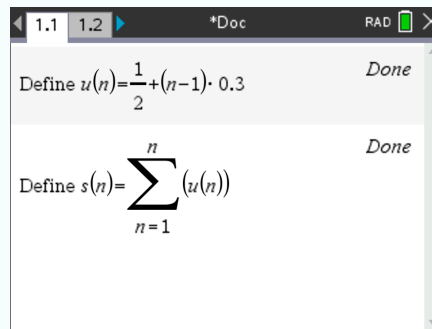 1.1 1.2 *Doc RAD
Define u(n)=1/2+(n−1)· 0.3 Done
Define s(n)=∑_{n=1}^{n}(u(n)) Done